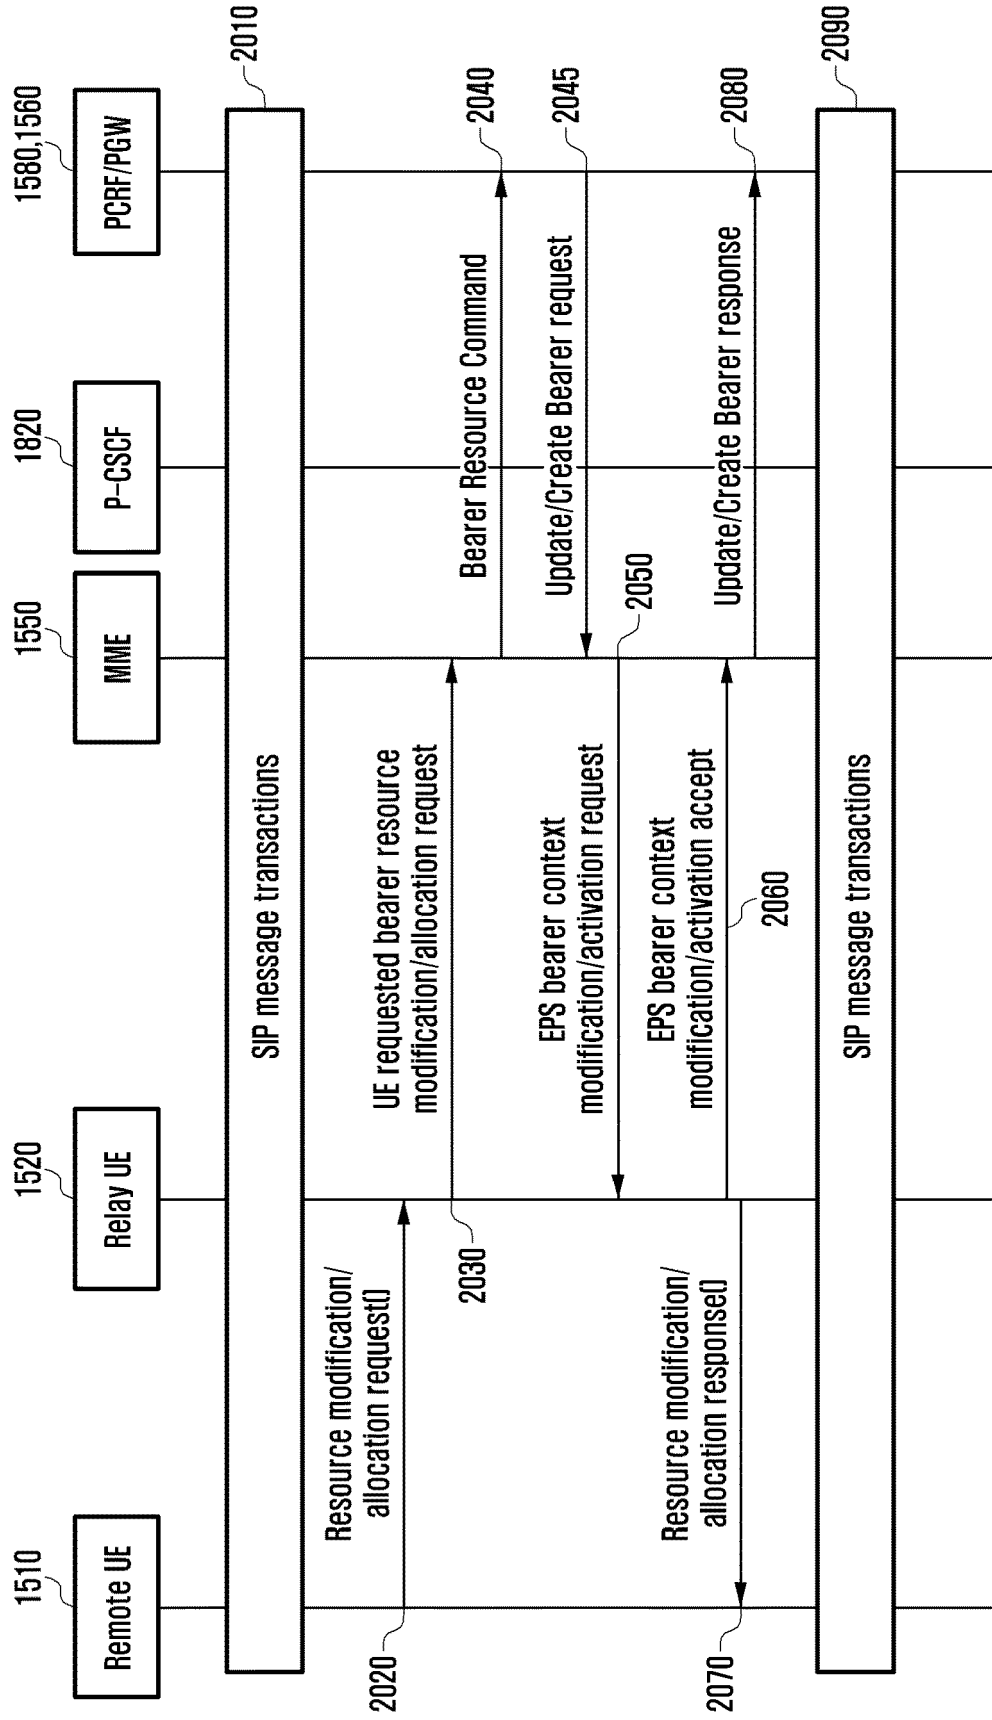 1510
Remote UE
1520
Relay UE
1550
MME
1820
P-CSCF
1580,1560
PCRF/PGW
2010
SIP message transactions
2020
Resource modification/
allocation request()
2030
UE requested bearer resource
modification/allocation request
2040
Bearer Resource Command
2045
Update/Create Bearer request
2050
EPS bearer context
modification/activation request
EPS bearer context
modification/activation accept
2060
2070
Resource modification/
allocation response()
2080
Update/Create Bearer response
2090
SIP message transactions